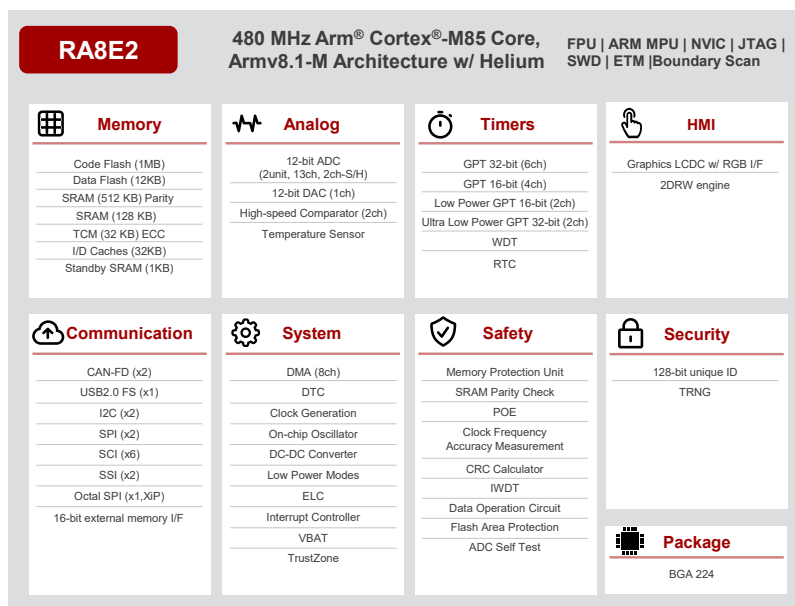 RA8E2
480 MHz Arm® Cortex®-M85 Core,
Armv8.1-M Architecture w/ Helium
FPU | ARM MPU | NVIC | JTAG |
SWD | ETM |Boundary Scan
Memory
Code Flash (1MB)
Data Flash (12KB)
SRAM (512 KB) Parity
SRAM (128 KB)
TCM (32 KB) ECC
I/D Caches (32KB)
Standby SRAM (1KB)
Analog
12-bit ADC
(2unit, 13ch, 2ch-S/H)
12-bit DAC (1ch)
High-speed Comparator (2ch)
Temperature Sensor
Timers
GPT 32-bit (6ch)
GPT 16-bit (4ch)
Low Power GPT 16-bit (2ch)
Ultra Low Power GPT 32-bit (2ch)
WDT
RTC
HMI
Graphics LCDC w/ RGB I/F
2DRW engine
Communication
CAN-FD (x2)
USB2.0 FS (x1)
I2C (x2)
SPI (x2)
SCI (x6)
SSI (x2)
Octal SPI (x1,XiP)
16-bit external memory I/F
System
DMA (8ch)
DTC
Clock Generation
On-chip Oscillator
DC-DC Converter
Low Power Modes
ELC
Interrupt Controller
VBAT
TrustZone
Safety
Memory Protection Unit
SRAM Parity Check
POE
Clock Frequency
Accuracy Measurement
CRC Calculator
IWDT
Data Operation Circuit
Flash Area Protection
ADC Self Test
Security
128-bit unique ID
TRNG
Package
BGA 224